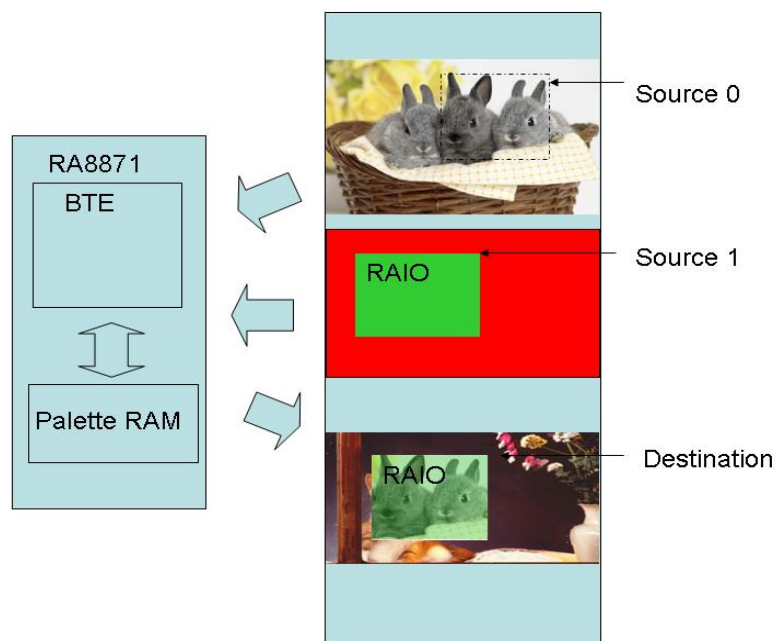 RA8871
BTE
Palette RAM
Source 0
RAIO
Source 1
RAIO
Destination